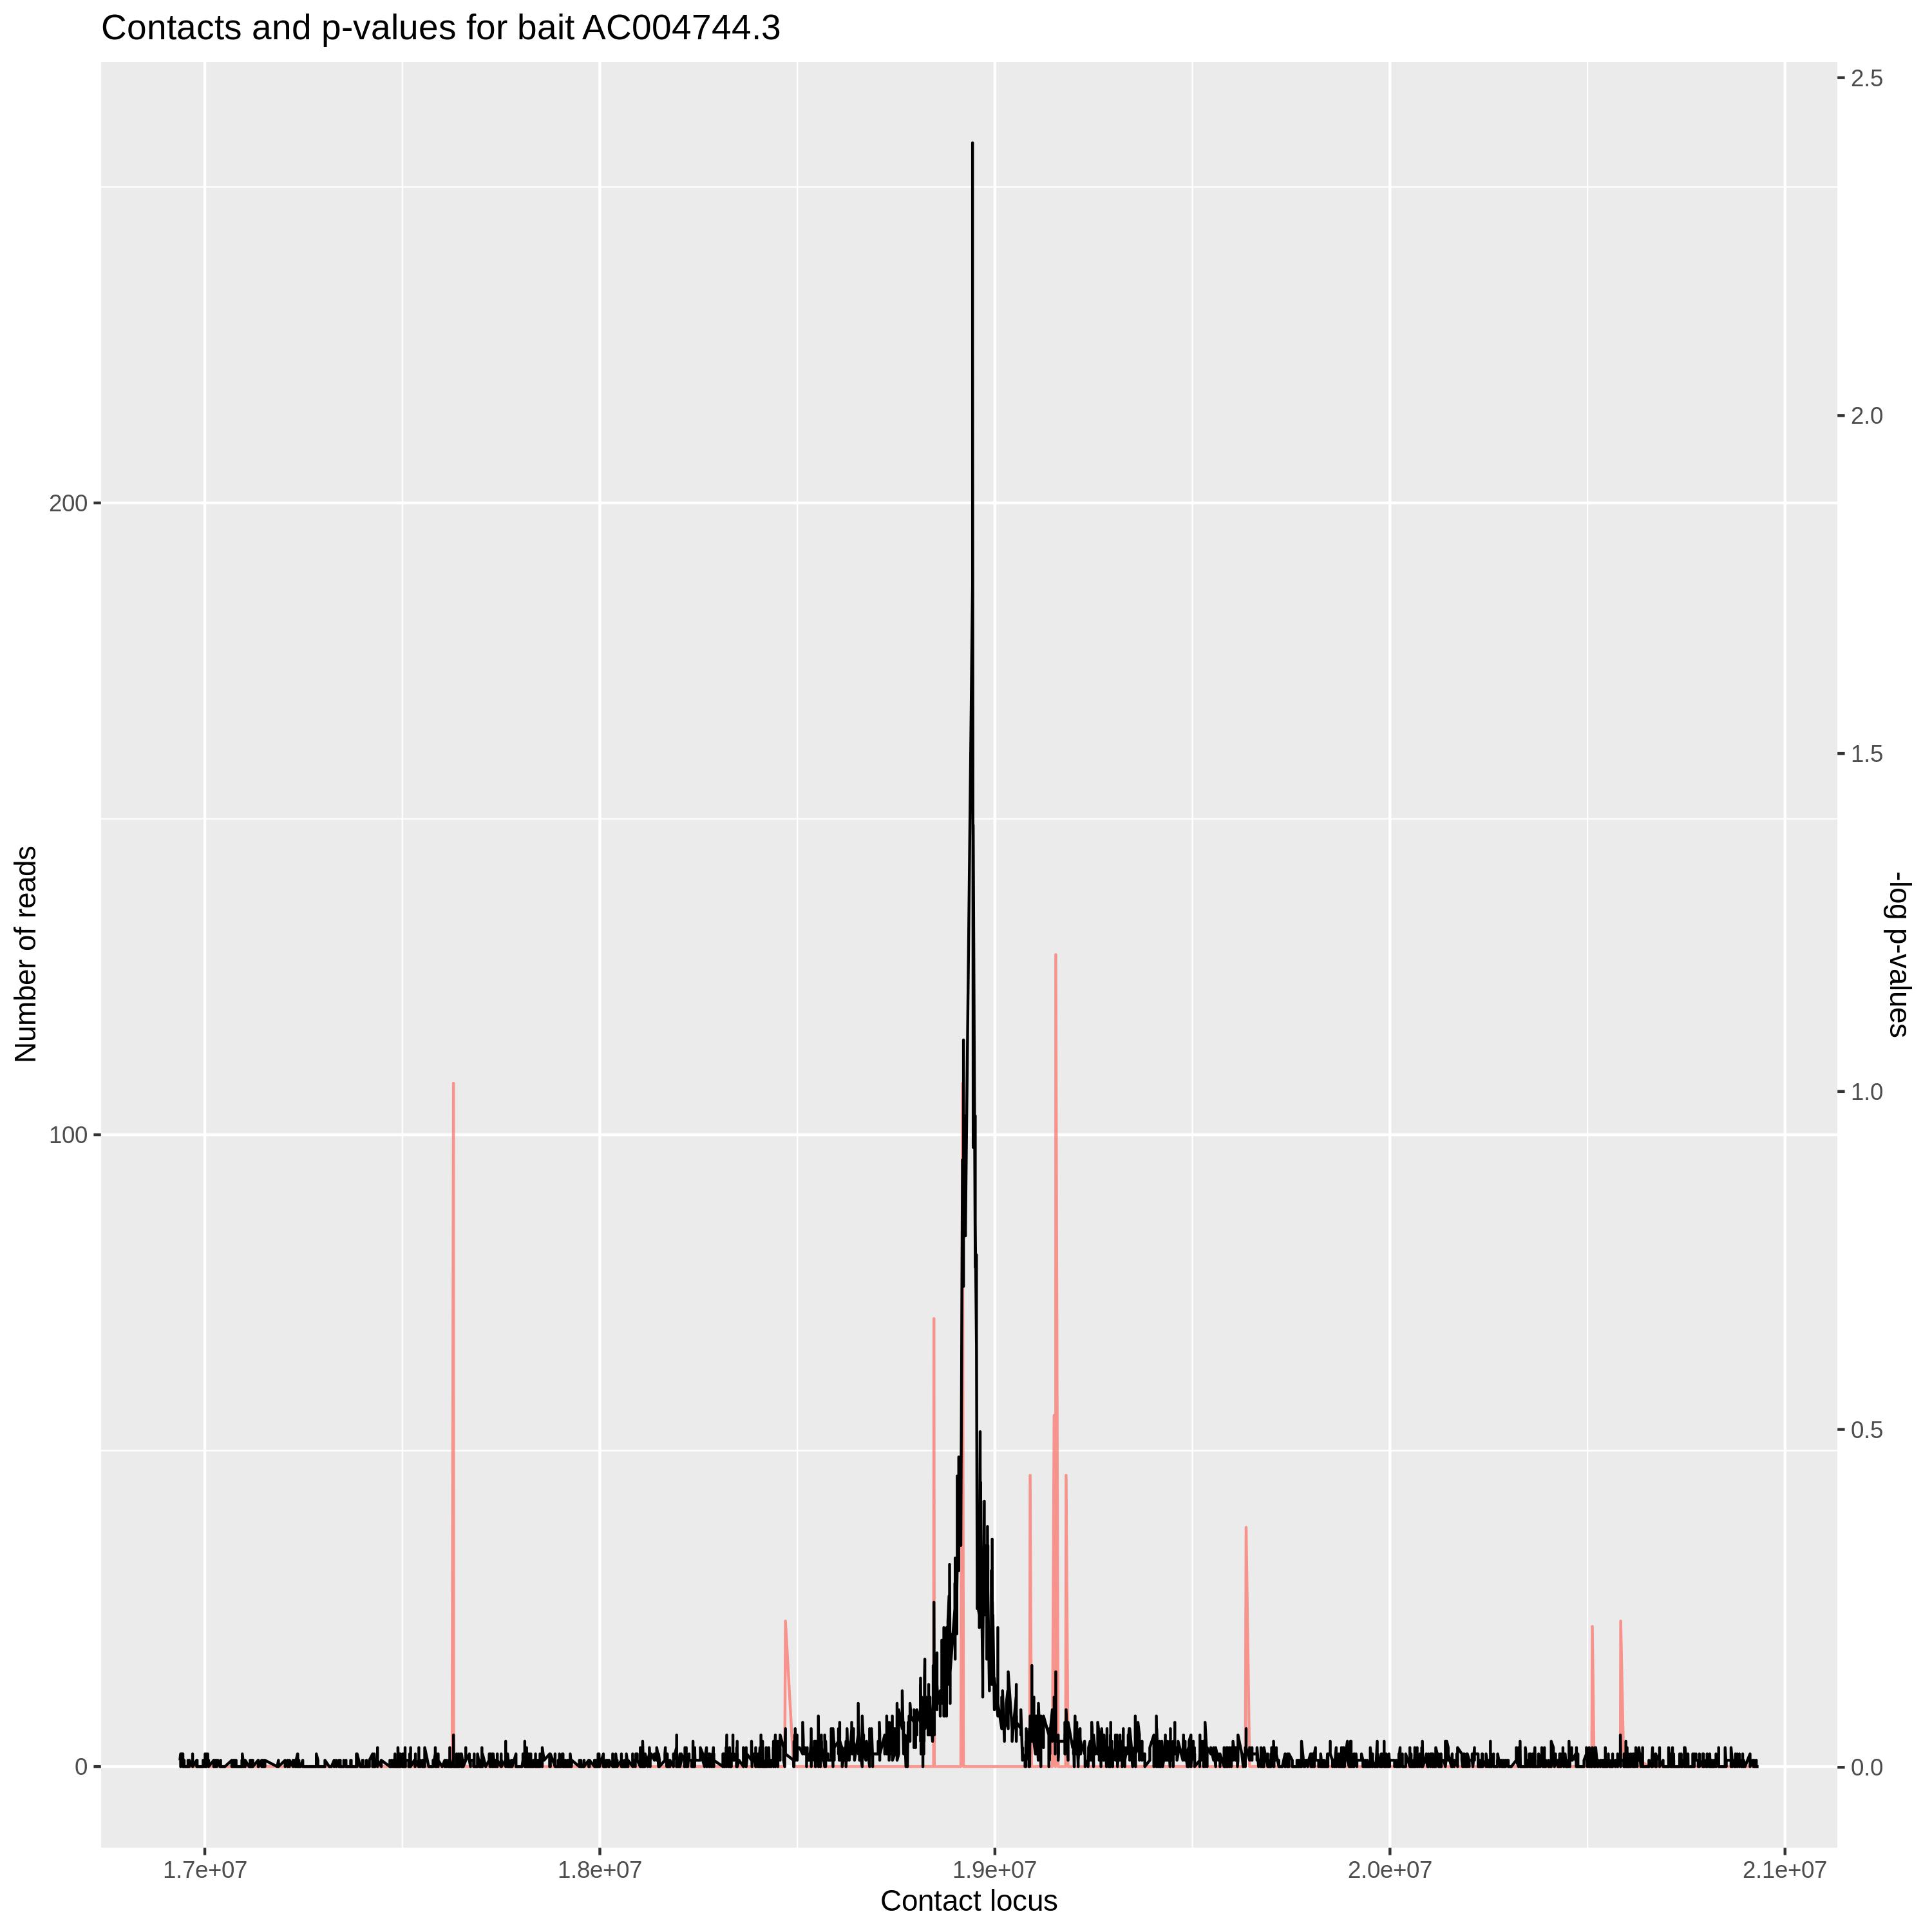 Contacts and p-values for bait AC004744.3
Number of reads
200
100
0
2.5
2.0
1.5
1.0
0.5
0.0
-log p-values
1.7e+07
1.8e+07
1.9e+07
2.0e+07
2.1e+07
Contact locus